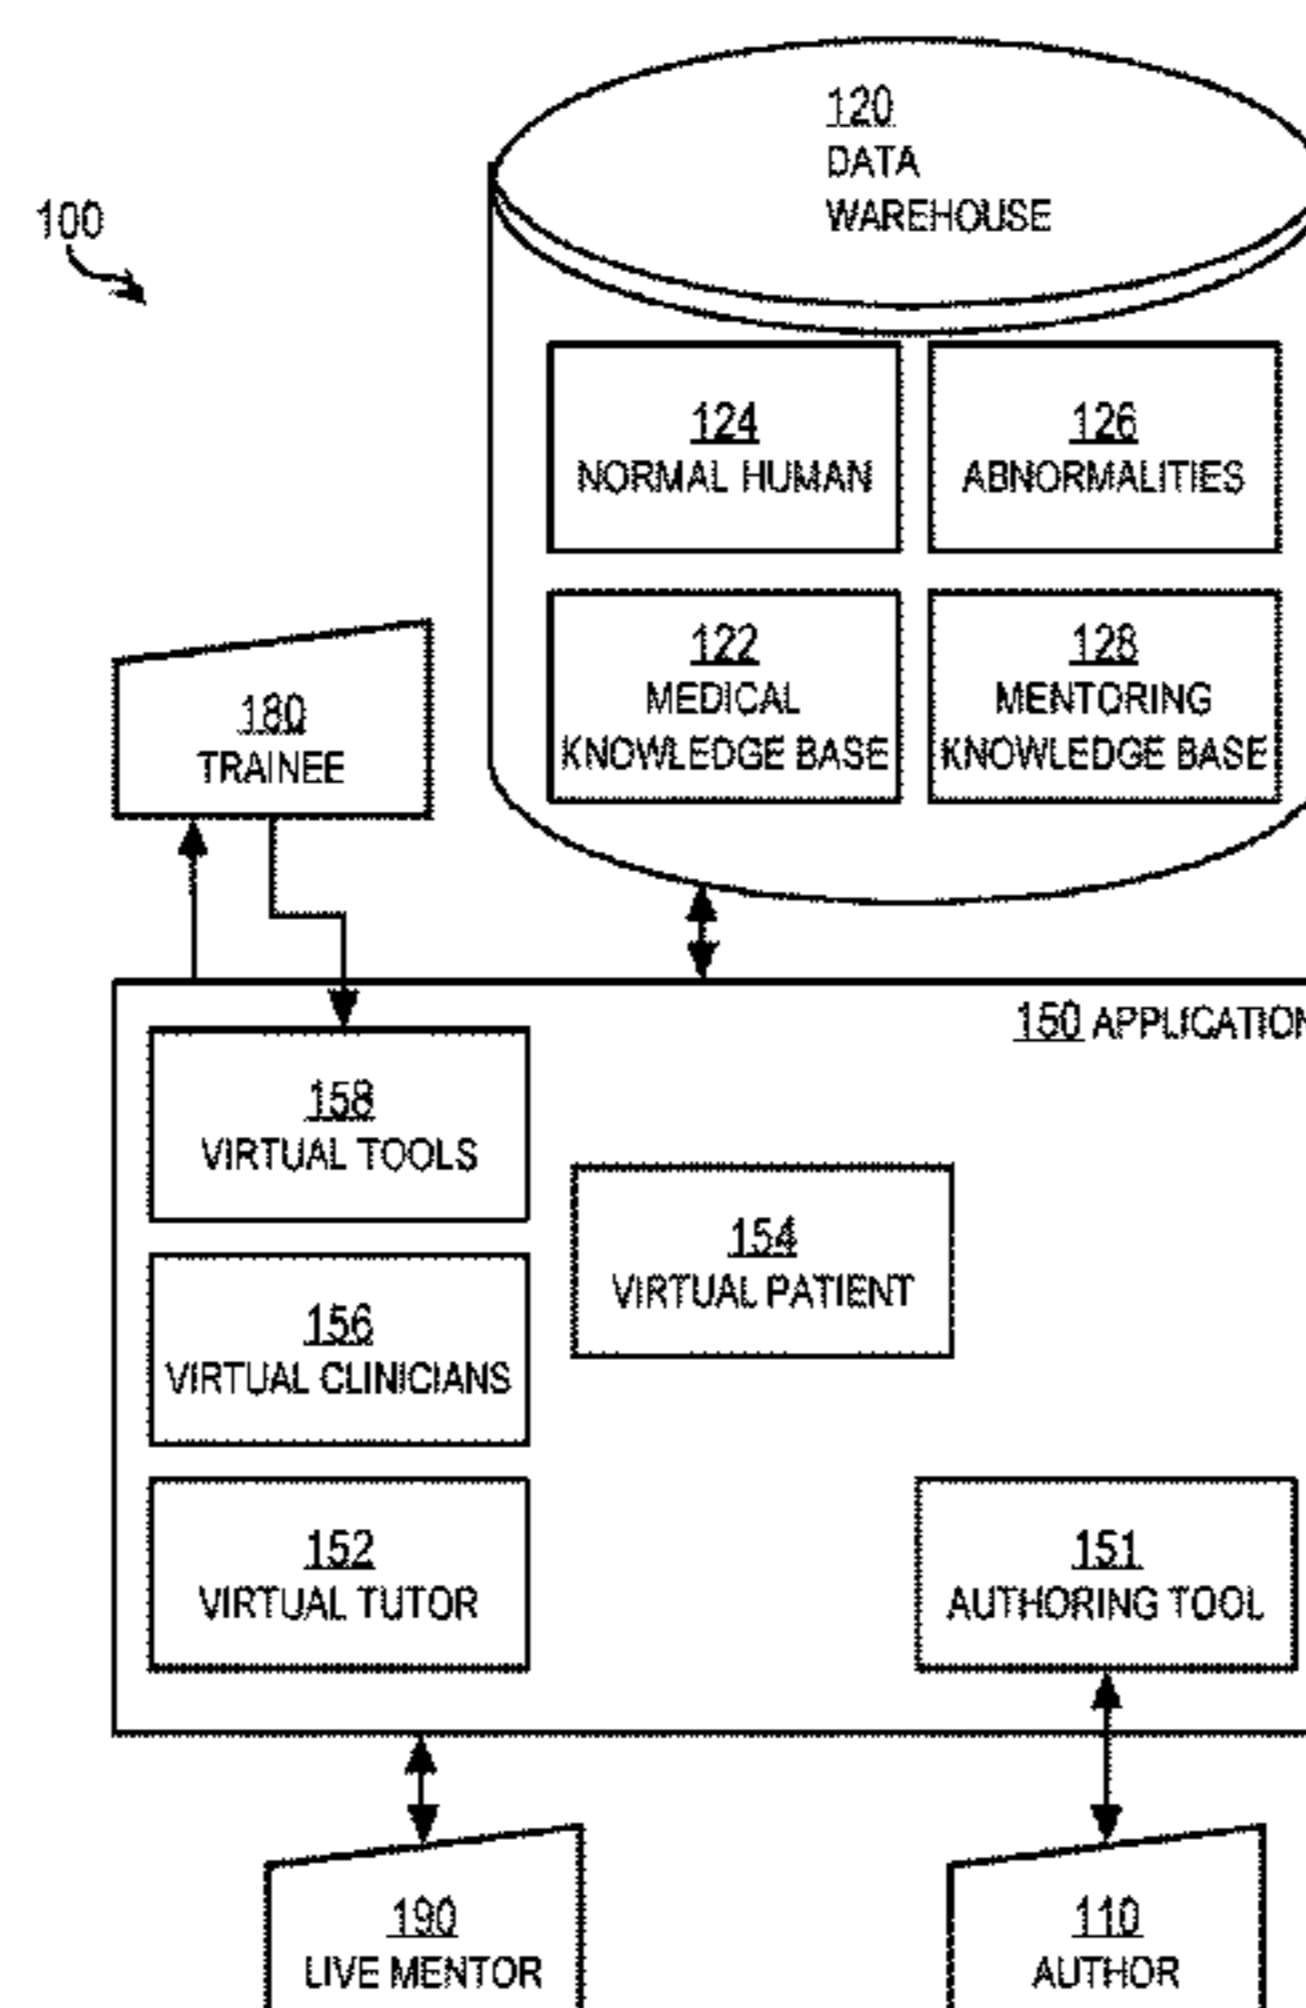 120
DATA
WAREHOUSE
100
124
NORMAL HUMAN
126
ABNORMALITIES
122
MEDICAL
KNOWLEDGE BASE
128
MENTORING
KNOWLEDGE BASE
180
TRAINEE
150 APPLICATION
158
VIRTUAL TOOLS
154
VIRTUAL PATIENT
156
VIRTUAL CLINICIANS
152
VIRTUAL TUTOR
151
AUTHORING TOOL
190
LIVE MENTOR
110
AUTHOR